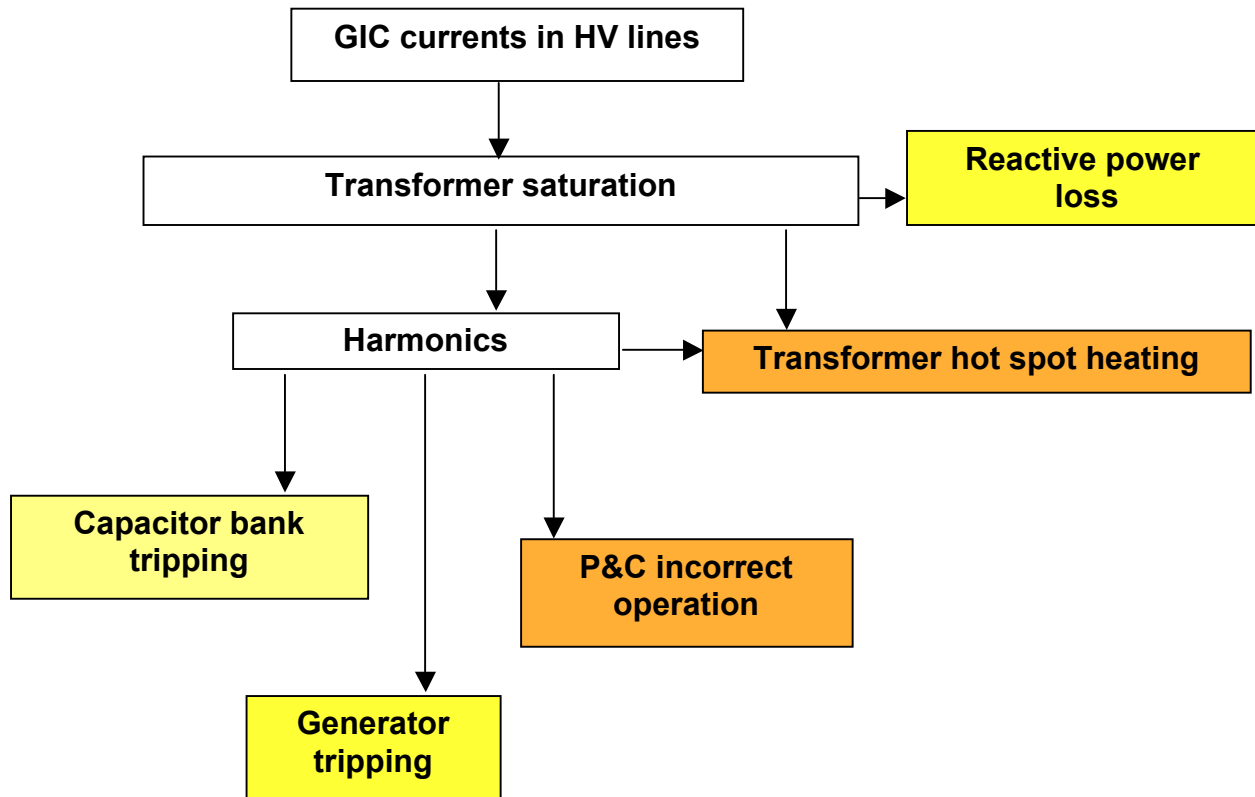 GIC currents in HV lines
Transformer saturation
Reactive power
loss
Harmonics
Transformer hot spot heating
Capacitor bank
tripping
P&C incorrect
operation
Generator
tripping